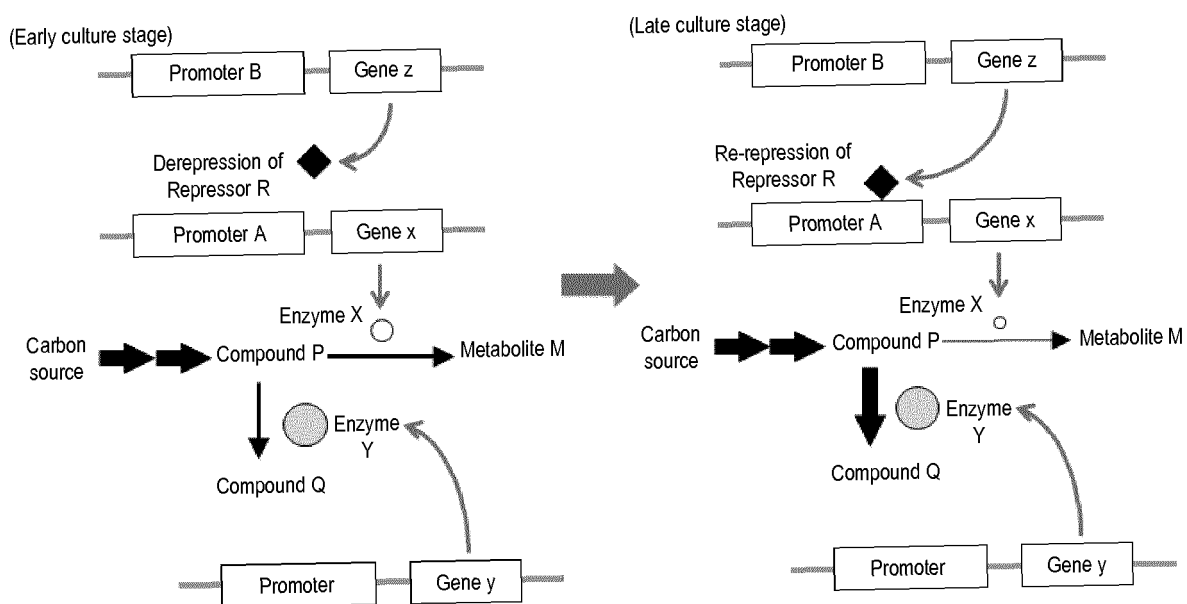 (Early culture stage)
Promoter B
Gene z
Derepression of
Repressor R
Promoter A
Gene x
Enzyme X
Carbon
source
Compound P
Metabolite M
Enzyme
Y
Compound Q
Promoter
Gene y
(Late culture stage)
Promoter B
Gene z
Re-repression of
Repressor R
Promoter A
Gene x
Enzyme X
Carbon
source
Compound P
Metabolite M
Enzyme
Y
Compound Q
Promoter
Gene y